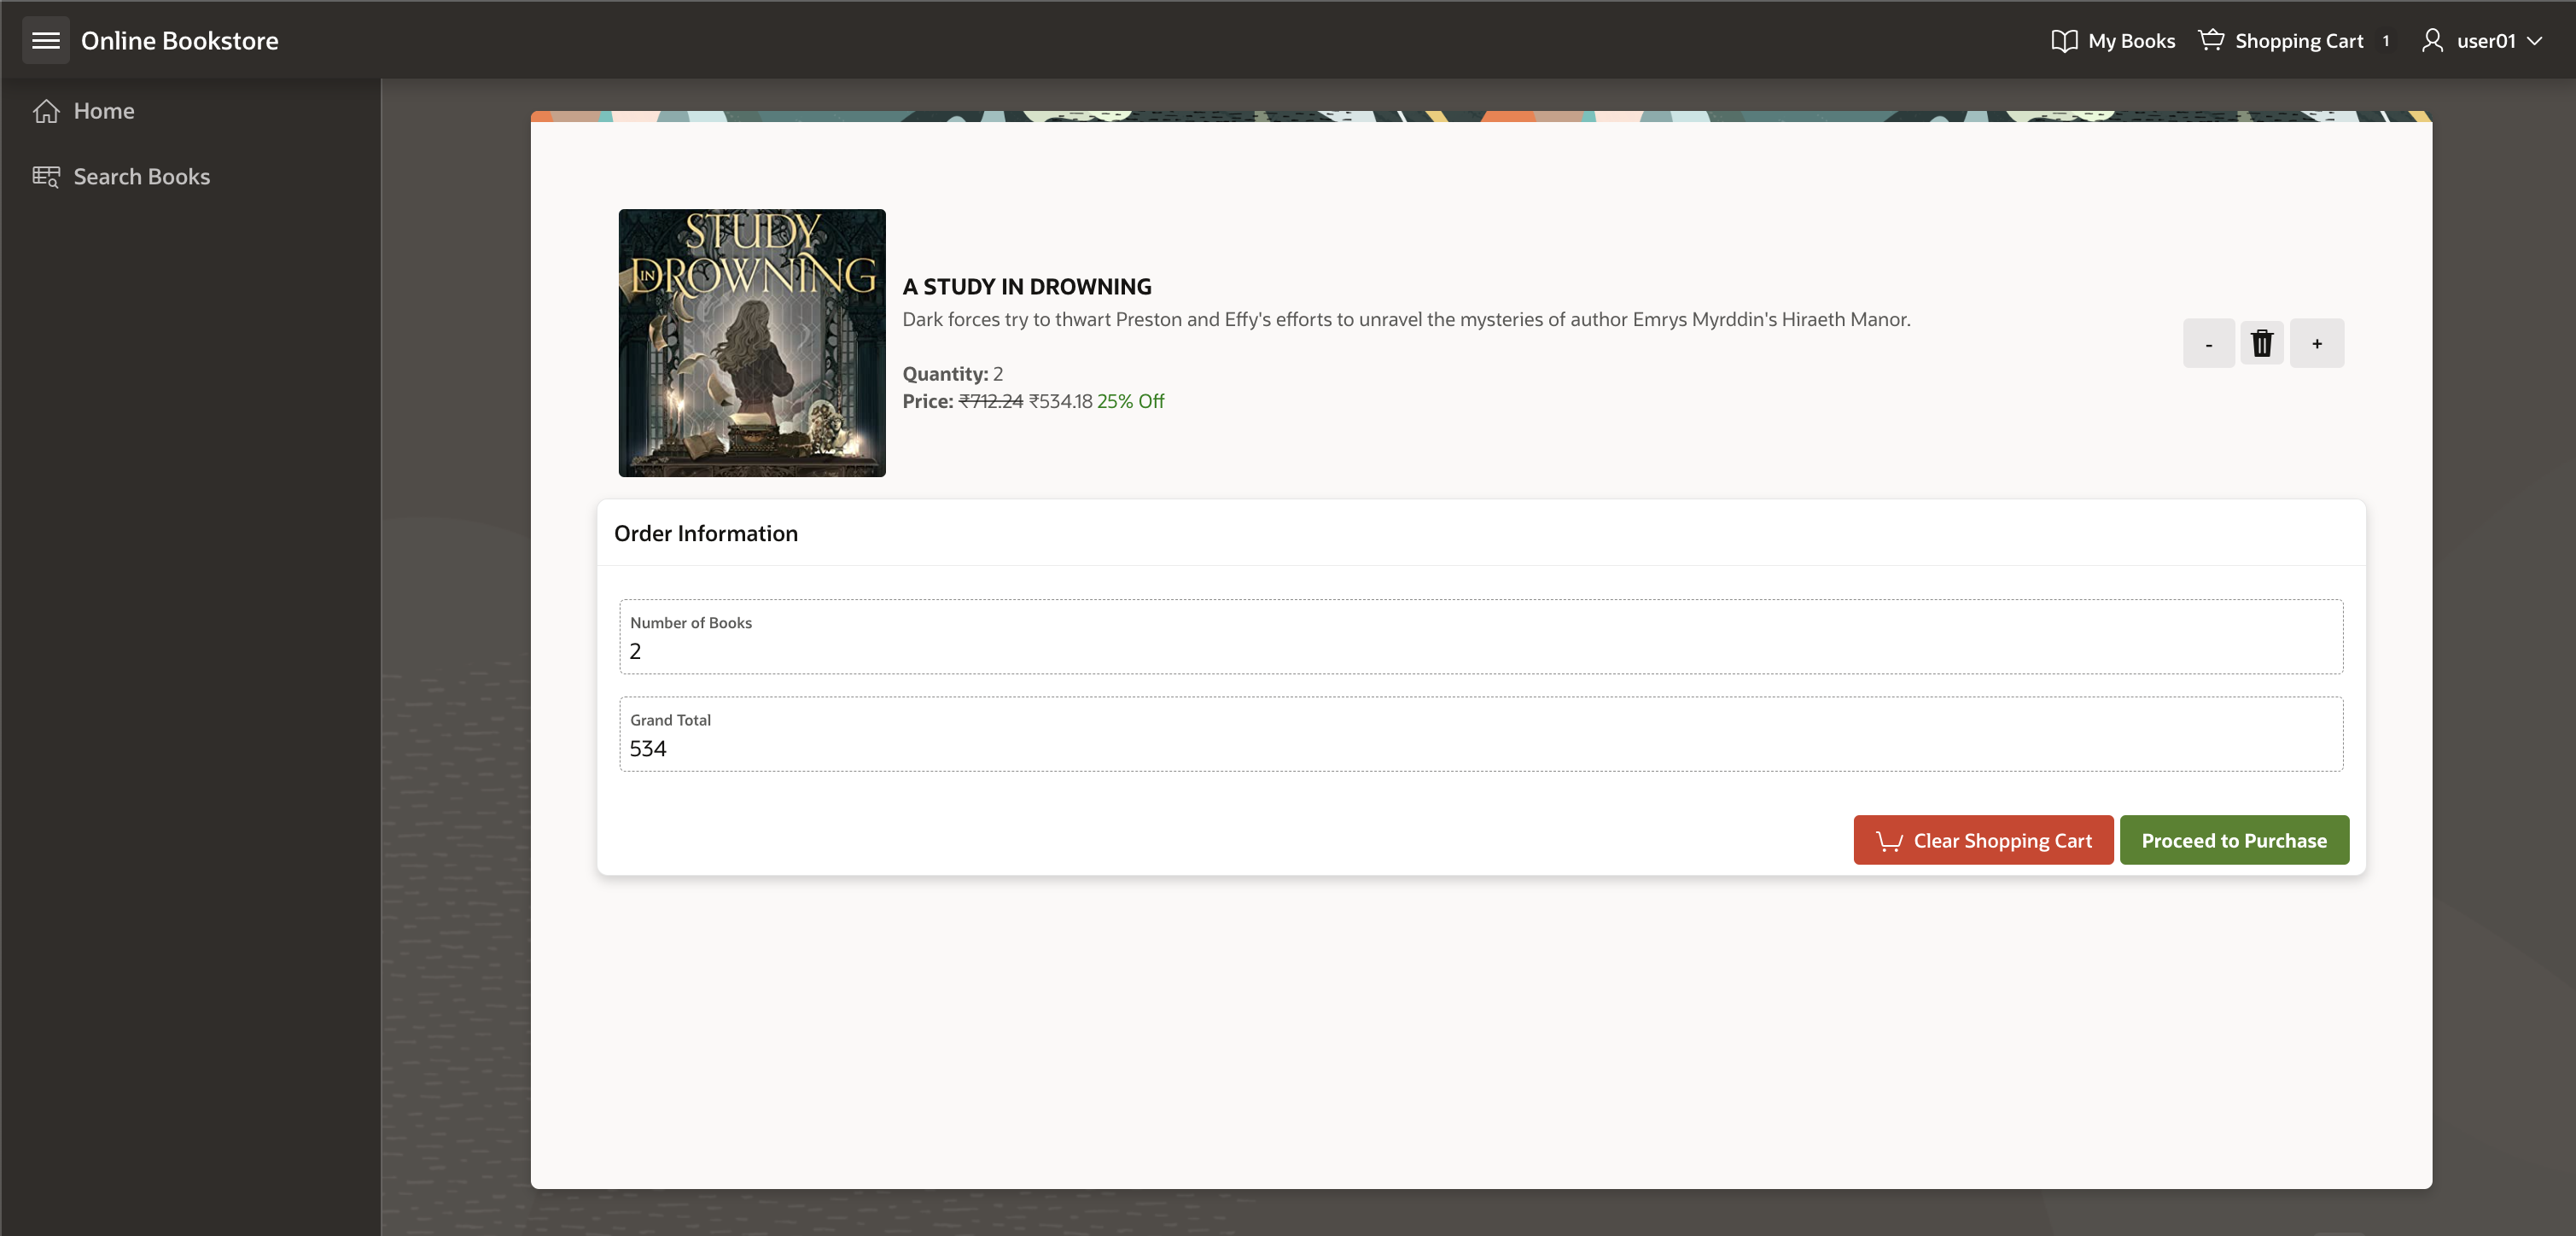 Online Bookstore
My Books
Shopping Cart 1
user01
Home
Search Books
STUDY
IN DROWNING
A STUDY IN DROWNING
Dark forces try to thwart Preston and Effy's efforts to unravel the mysteries of author Emrys Myrddin's Hiraeth Manor.
Quantity: 2
Price: ₹712.24 ₹534.18 25% Off
- +
Order Information
Number of Books
2
Grand Total
534
Clear Shopping Cart
Proceed to Purchase